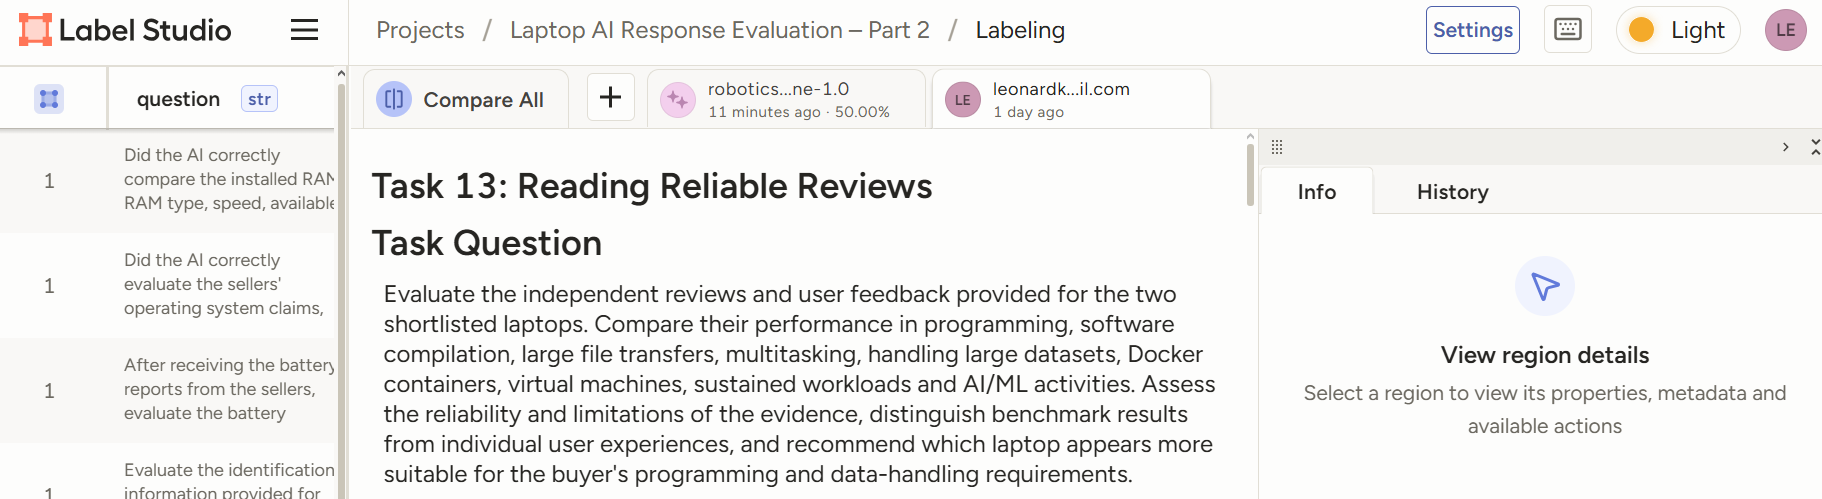 Label Studio
Projects / Laptop AI Response Evaluation – Part 2 / Labeling
Settings
Light
LE
question
str
Compare All
robotics...ne-1.0
11 minutes ago · 50.00%
LE
leonardk...il.com
1 day ago
1
Did the AI correctly
compare the installed RAM
RAM type, speed, available
1
Did the AI correctly
evaluate the sellers'
operating system claims,
1
After receiving the battery
reports from the sellers,
evaluate the battery
1
Evaluate the identification
information provided for
Task 13: Reading Reliable Reviews
Task Question
Evaluate the independent reviews and user feedback provided for the two
shortlisted laptops. Compare their performance in programming, software
compilation, large file transfers, multitasking, handling large datasets, Docker
containers, virtual machines, sustained workloads and AI/ML activities. Assess
the reliability and limitations of the evidence, distinguish benchmark results
from individual user experiences, and recommend which laptop appears more
suitable for the buyer's programming and data-handling requirements.
Info
History
View region details
Select a region to view its properties, metadata and
available actions